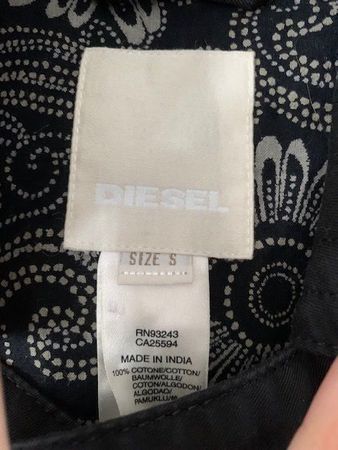 DIESEL
SIZE S
RN93243
CA25594
MADE IN INDIA
100% COTONE/COTTON/
BAUMWOLLE/
COTON/ALGODON/
ALGODAO/
PAMUKLU/